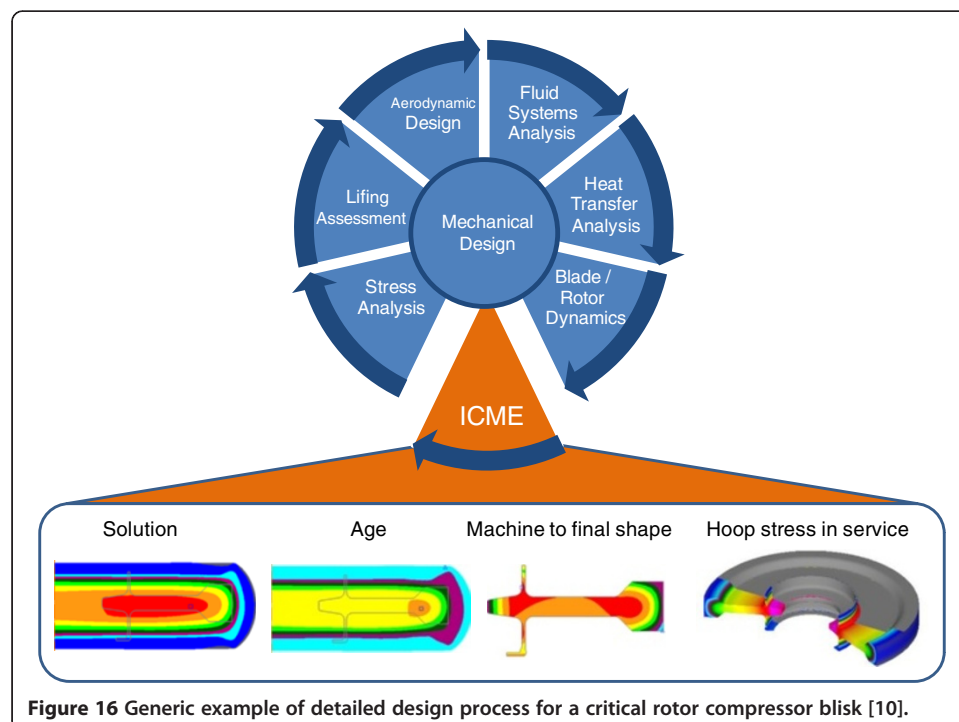 Aerodynamic
Design
Fluid
Systems
Analysis
Heat
Transfer
Analysis
Blade /
Rotor
Dynamics
ICME
Stress
Analysis
Lifing
Assessment
Mechanical
Design
Solution
Age
Machine to final shape
Hoop stress in service
Figure 16 Generic example of detailed design process for a critical rotor compressor blisk [10].